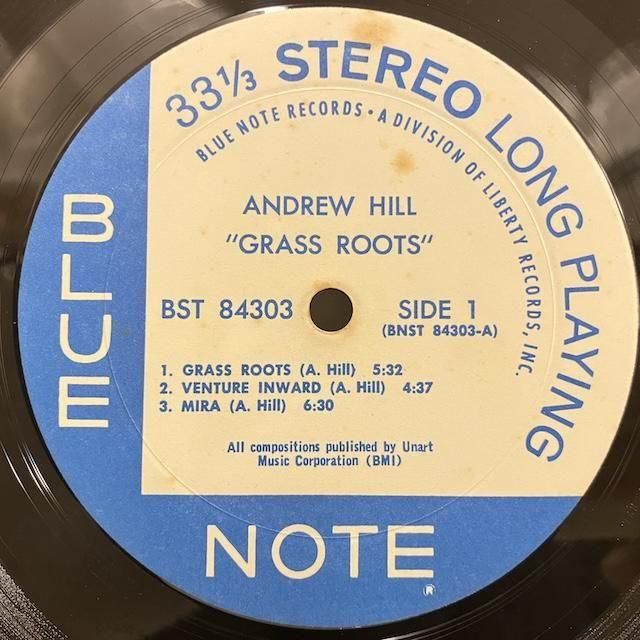 33 1/3 STEREO LONG PLAYING
BLUE NOTE RECORDS • A DIVISION OF LIBERTY RECORDS, INC.
ANDREW HILL
"GRASS ROOTS"
BST 84303
SIDE 1
(BNST 84303-A)
1. GRASS ROOTS (A. Hill) 5:32
2. VENTURE INWARD (A. Hill) 4:37
3. MIRA (A. Hill) 6:30
All compositions published by Unart
Music Corporation (BMI)
BLUE
NOTE®